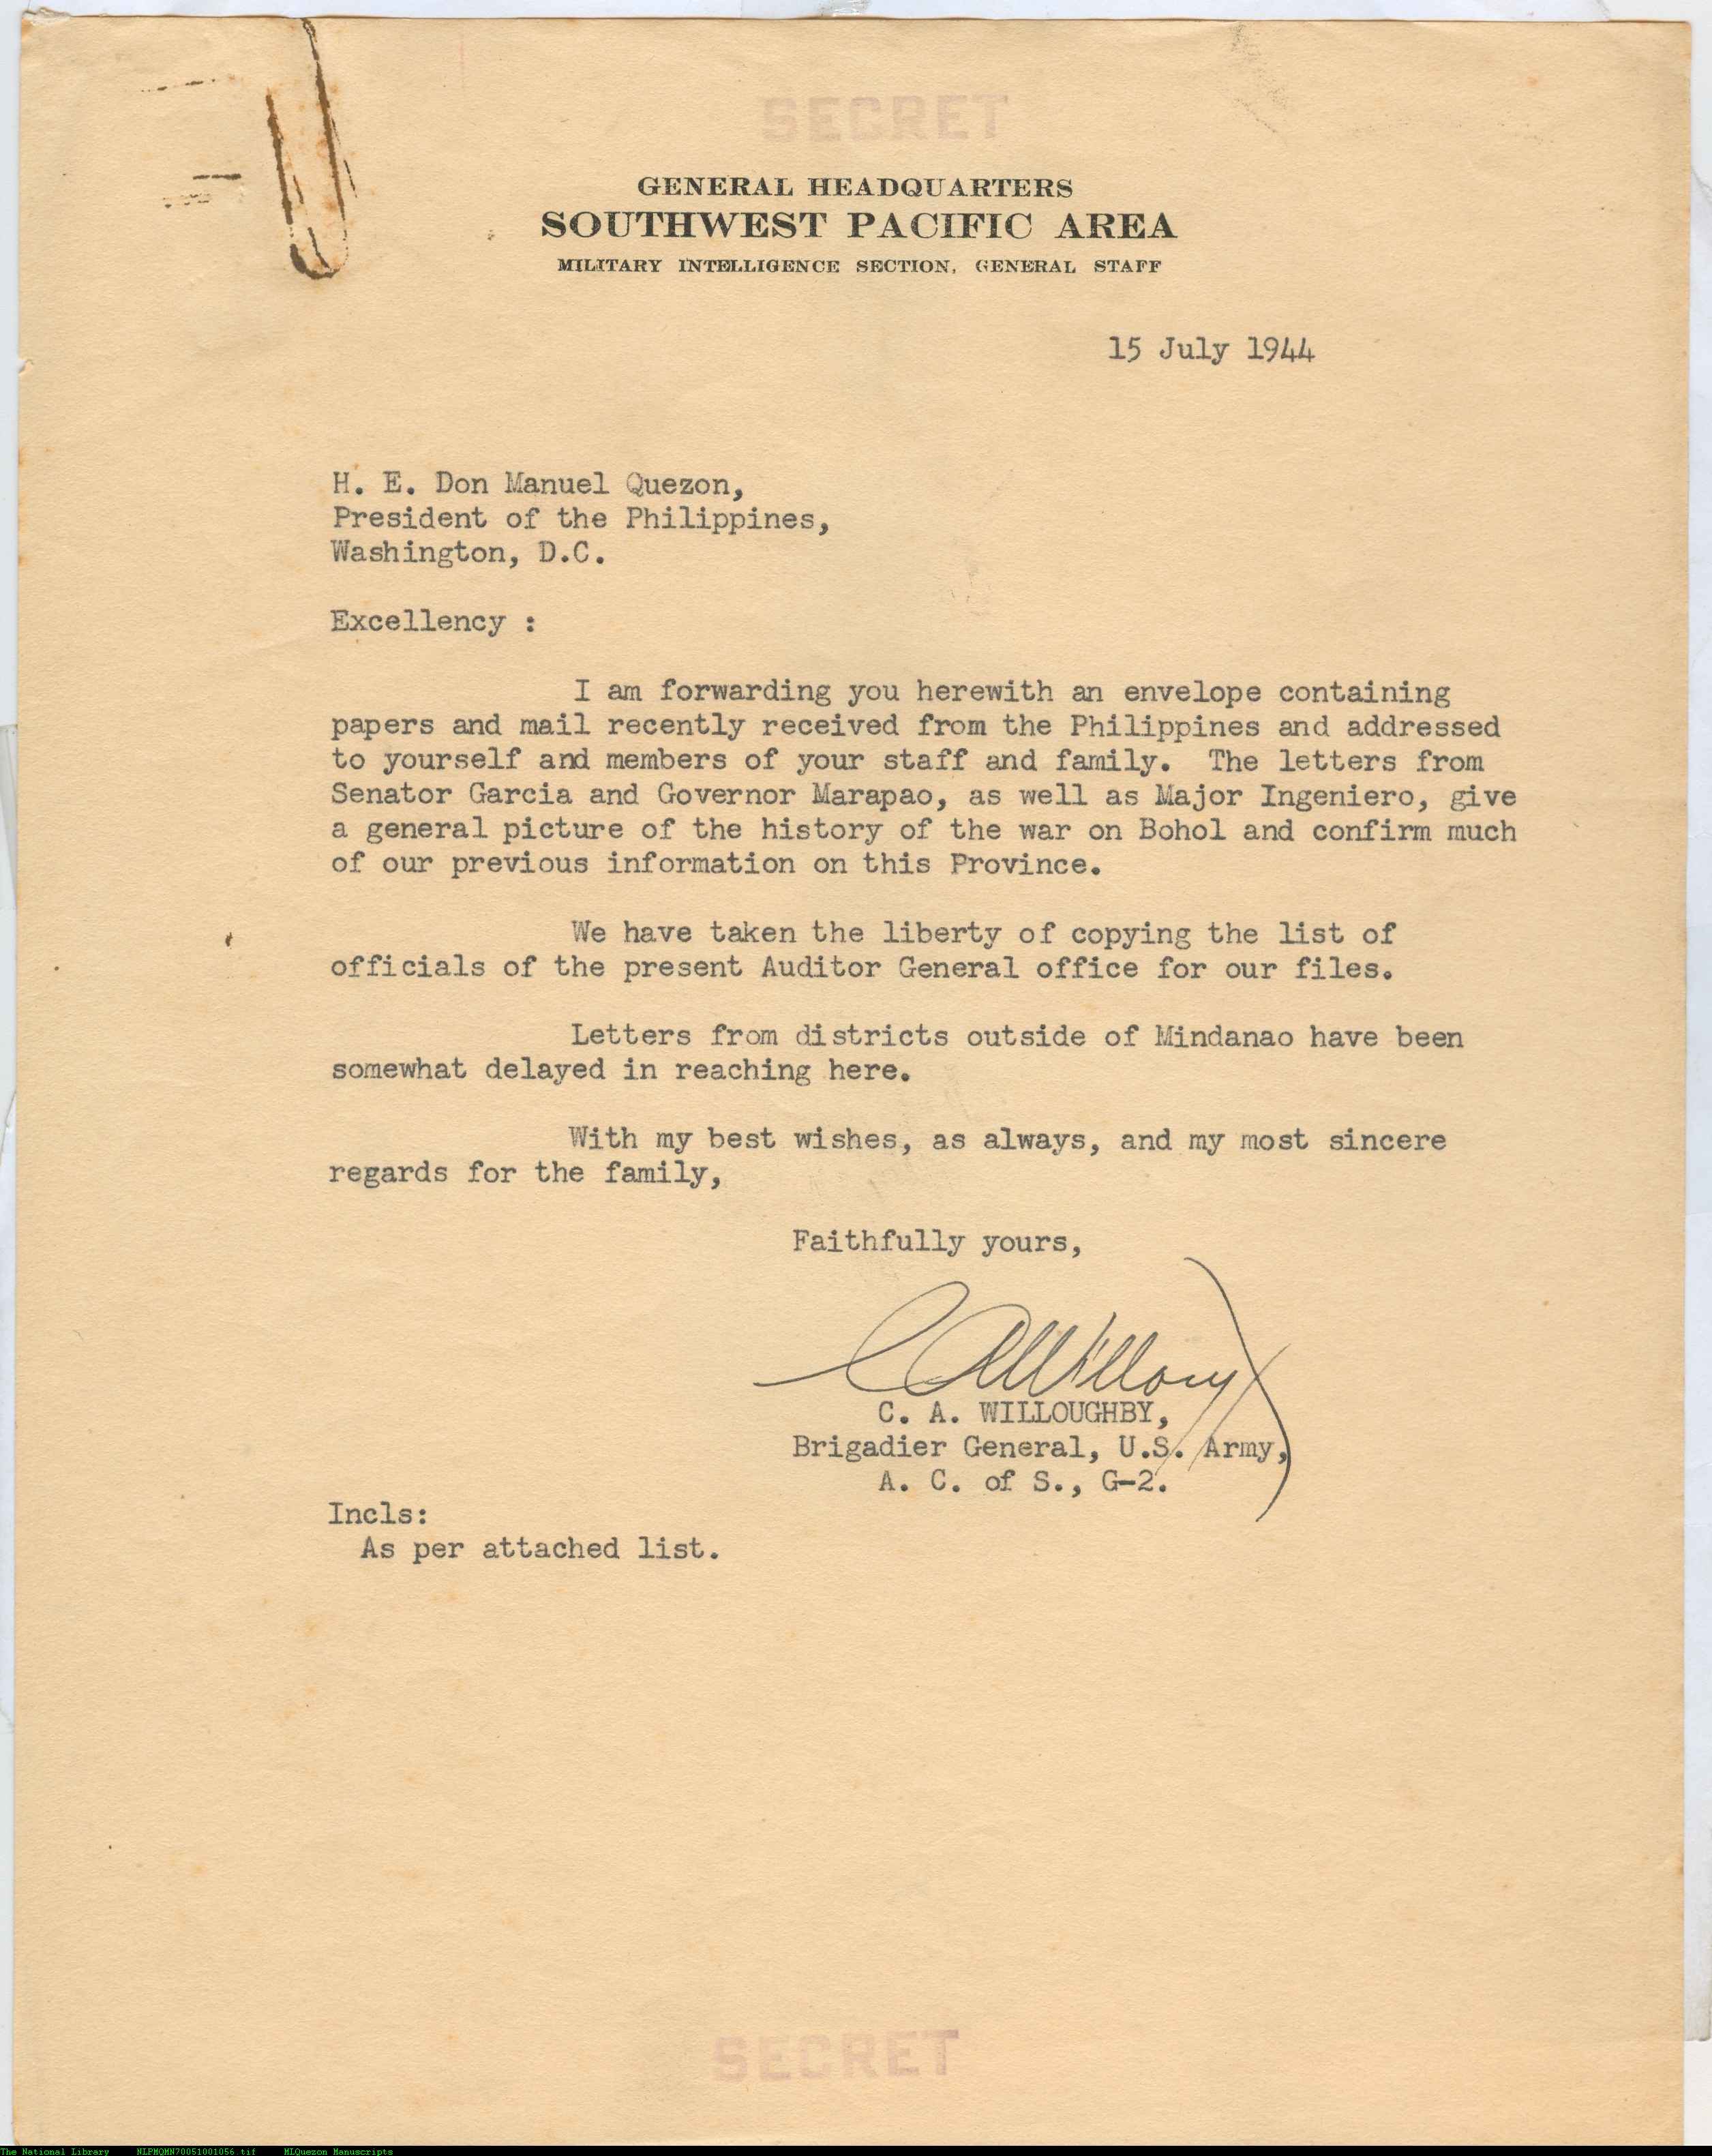 SECRET
GENERAL HEADQUARTERS
SOUTHWEST PACIFIC AREA
MILITARY INTELLIGENCE SECTION, GENERAL STAFF
15 July 1944
H. E. Don Manuel Quezon,
President of the Philippines,
Washington, D.C.
Excellency :
I am forwarding you herewith an envelope containing
papers and mail recently received from the Philippines and addressed
to yourself and members of your staff and family. The letters from
Senator Garcia and Governor Marapao, as well as Major Ingeniero, give
a general picture of the history of the war on Bohol and confirm much
of our previous information on this Province.
We have taken the liberty of copying the list of
officials of the present Auditor General office for our files.
Letters from districts outside of Mindanao have been
somewhat delayed in reaching here.
With my best wishes, as always, and my most sincere
regards for the family,
Faithfully yours,
C. A. WILLOUGHBY,
Brigadier General, U.S. Army,
A. C. of S., G-2.
Incls:
As per attached list.
SECRET
The National Library NLPMQMN70051001056.tif MLQuezon Manuscripts